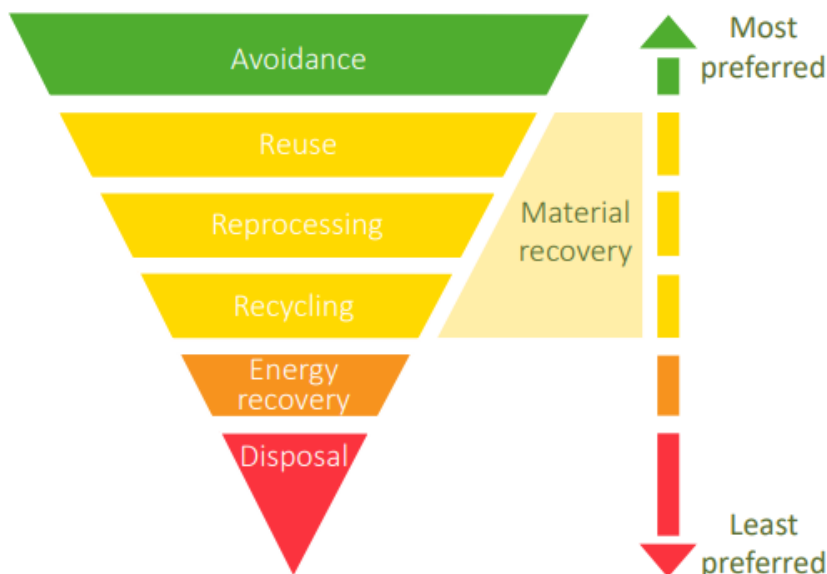 Most
preferred
Avoidance
Reuse
Reprocessing
Material
recovery
Recycling
Energy
recovery
Disposal
Least
preferred